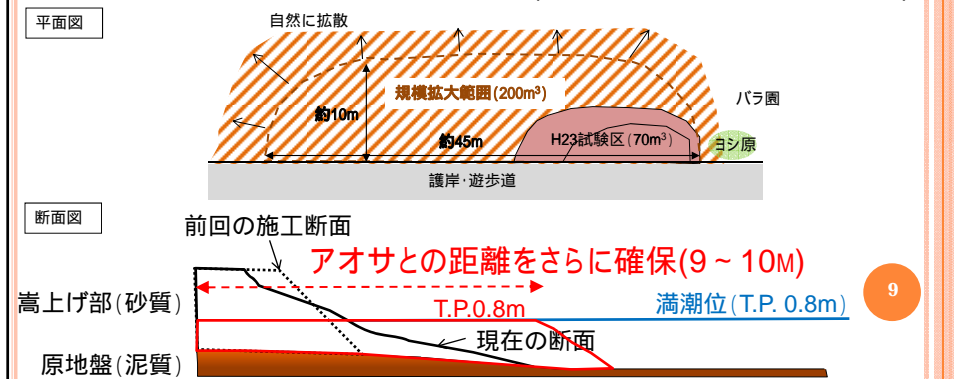 平面図
自然に拡散
規模拡大範囲(200m³)
約10m
バラ園
約45m
H23試験区(70m³)
ヨシ原
護岸・遊歩道
断面図
前回の施工断面
アオサとの距離をさらに確保(9~10M)
9
嵩上げ部(砂質)
T.P.0.8m
満潮位(T.P. 0.8m)
現在の断面
原地盤(泥質)